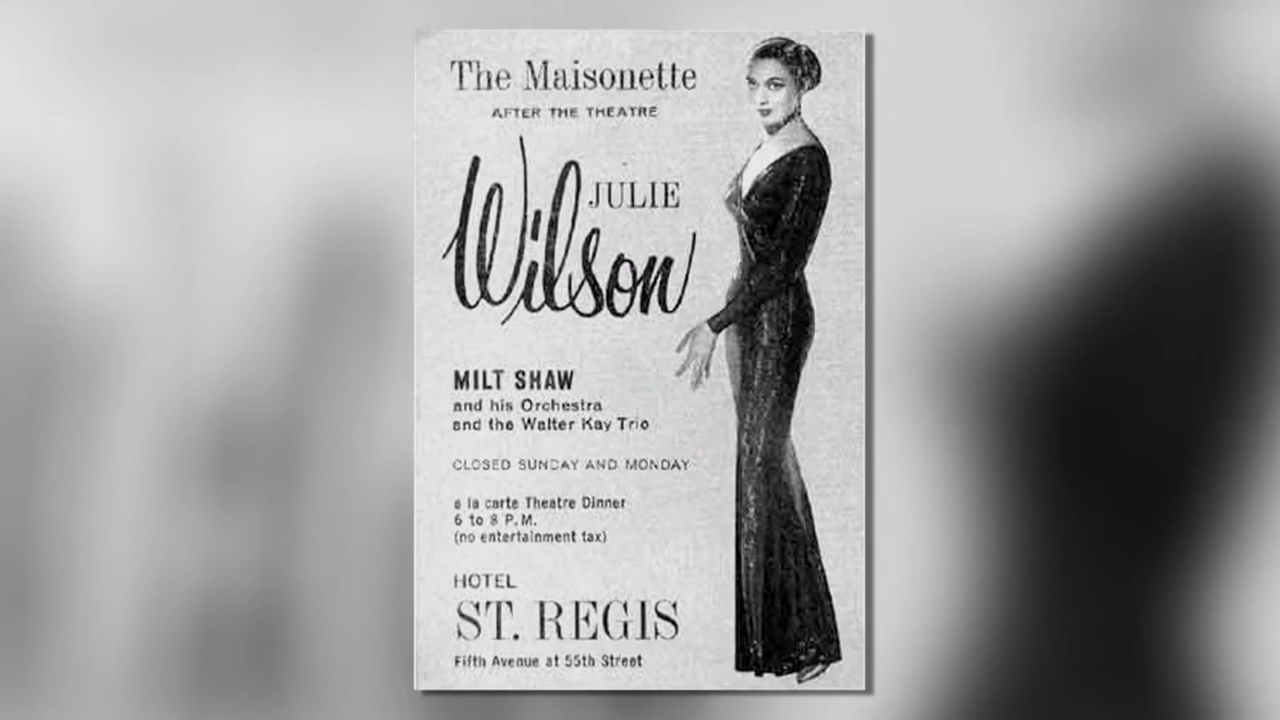 The Maisonette
AFTER THE THEATRE
JULIE
Wilson
MILT SHAW
and his Orchestra
and the Walter Kay Trio
CLOSED SUNDAY AND MONDAY
a la carte Theatre Dinner
6 to 8 P.M.
(no entertainment tax)
HOTEL
ST. REGIS
Fifth Avenue at 55th Street